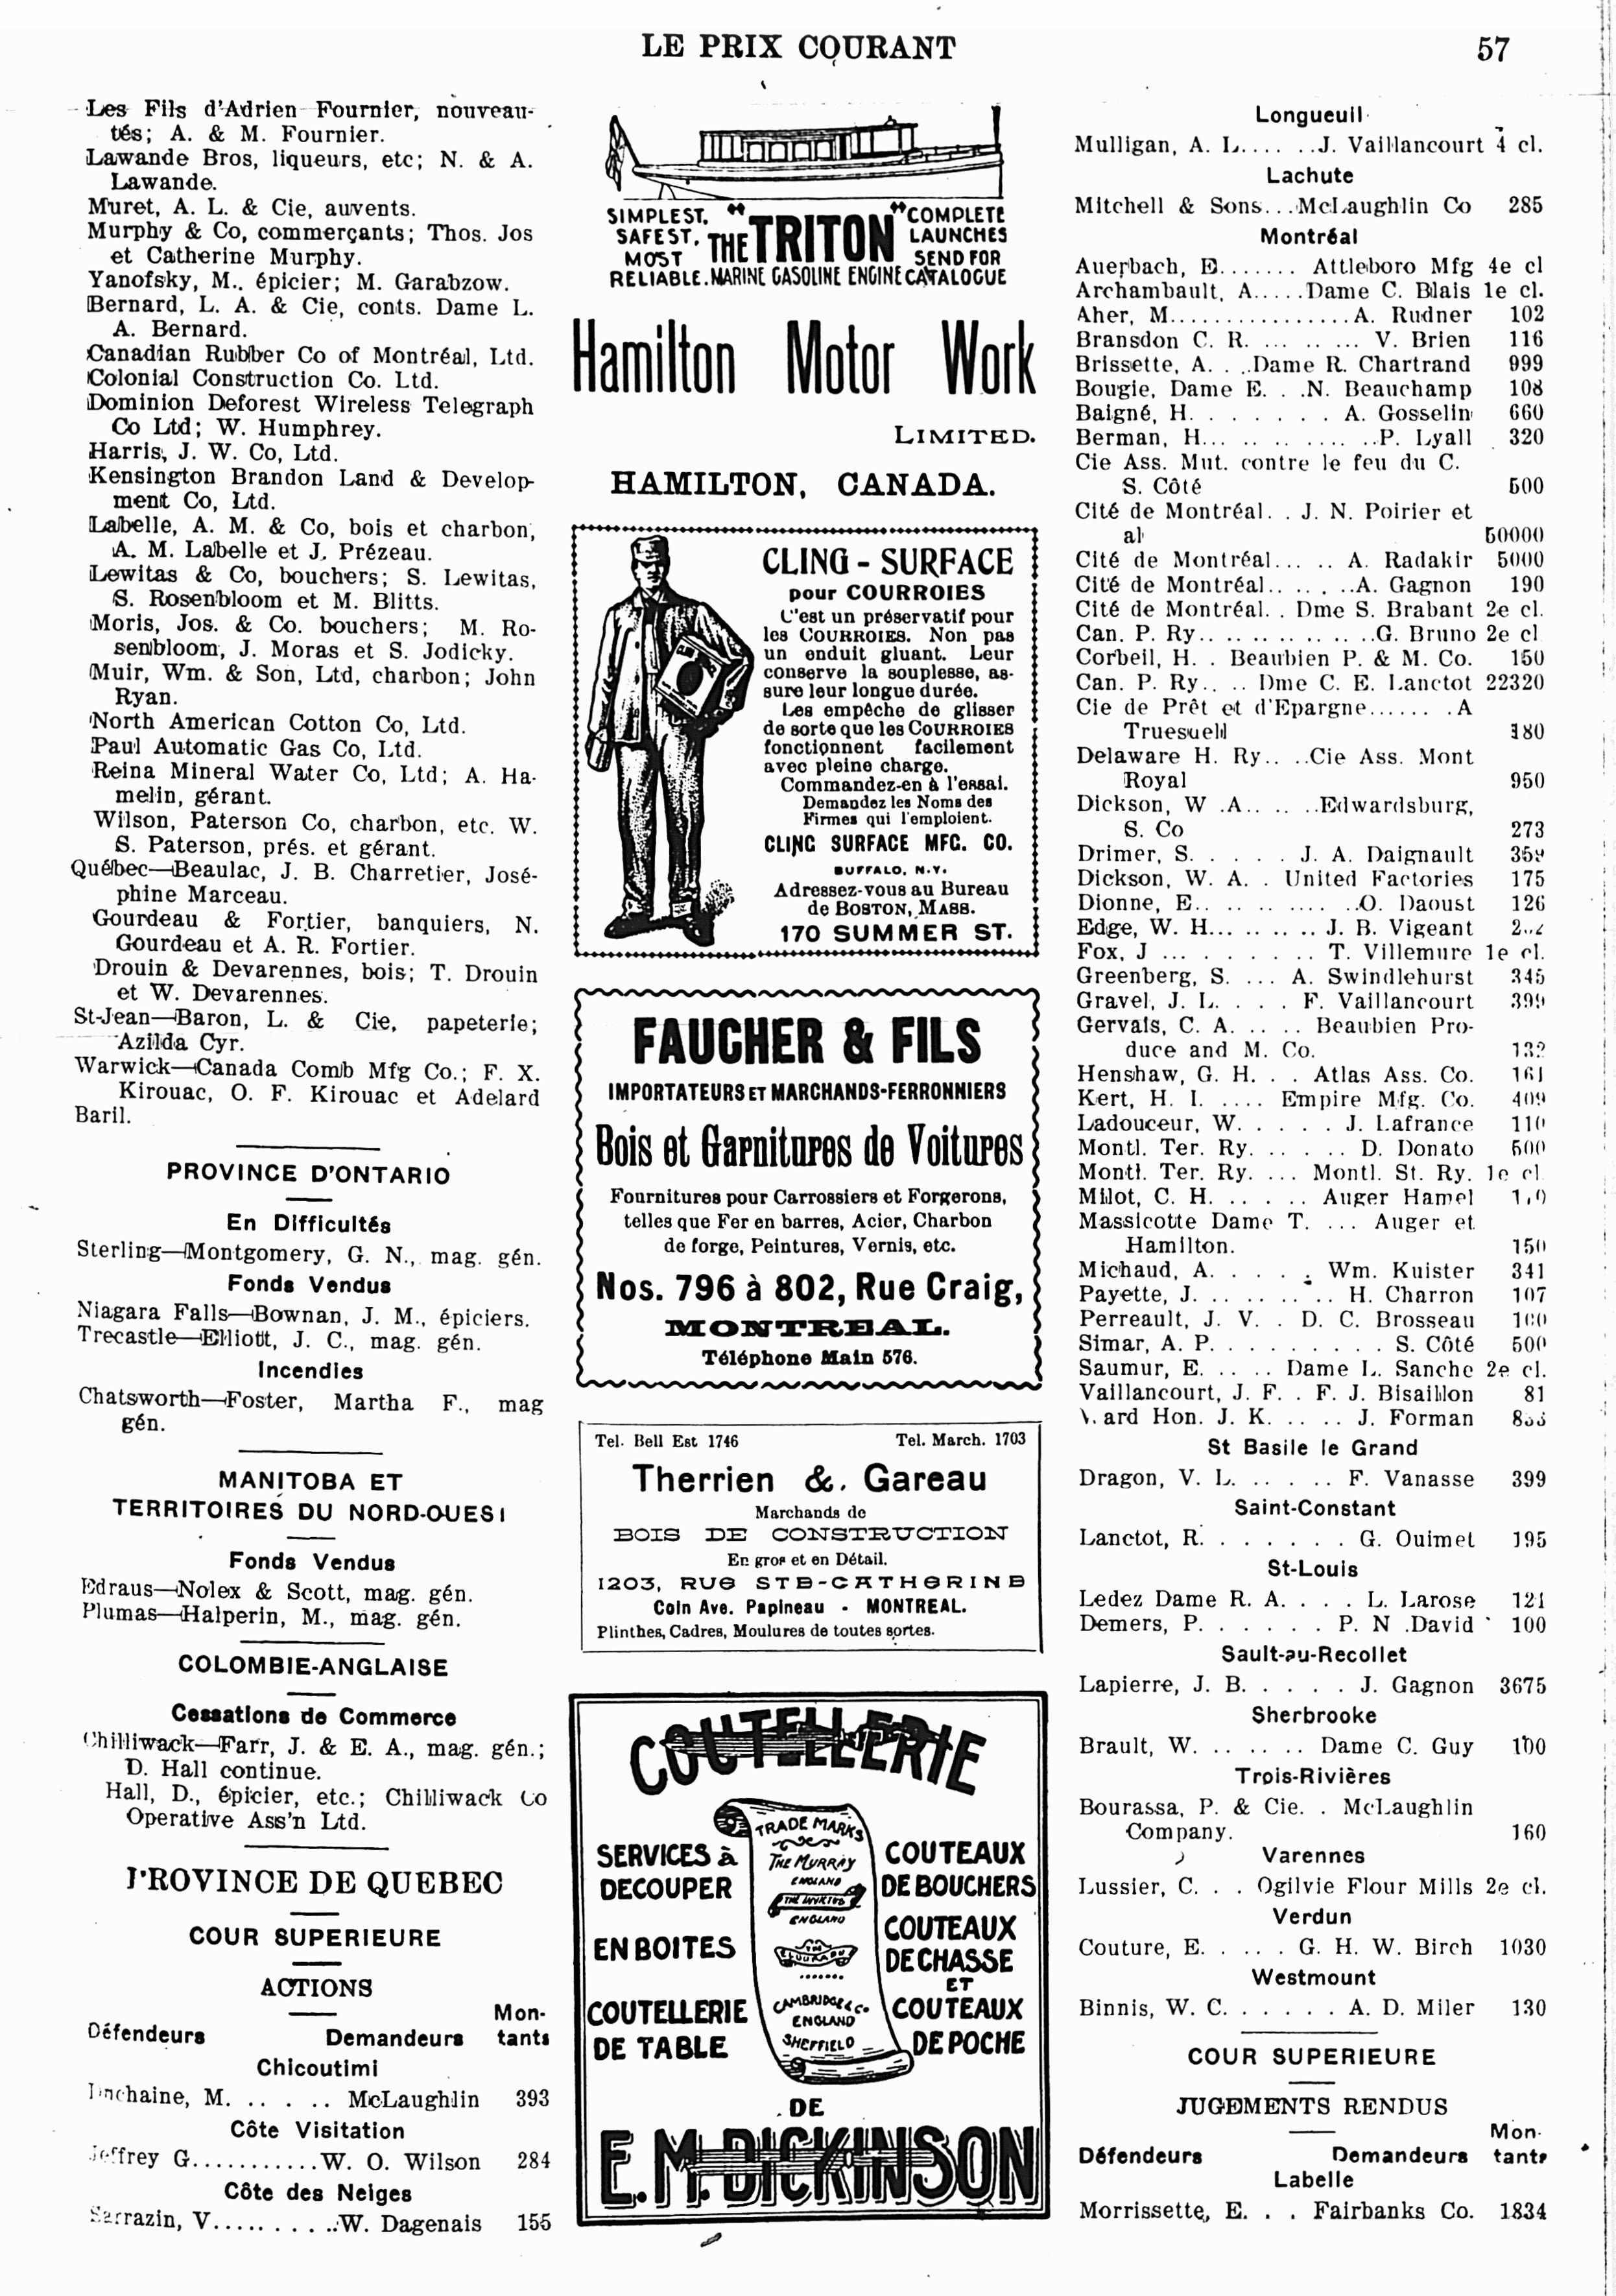 LE PRIX COURANT
57
Les Fils d'Adrien Fournier, nouveau-
tés; A. & M. Fournier.
Lawande Bros, liqueurs, etc; N. & A.
Lawande.
Muret, A. L. & Cie, auvents.
Murphy & Co, commerçants; Thos. Jos
et Catherine Murphy.
Yanofsky, M.. épicier; M. Garabzow.
Bernard, L. A. & Cie, conts. Dame L.
A. Bernard.
Canadian Rubber Co of Montréal, Ltd.
Colonial Construction Co. Ltd.
Dominion Deforest Wireless Telegraph
Co Ltd; W. Humphrey.
Harris, J. W. Co, Ltd.
Kensington Brandon Land & Develop-
ment Co, Ltd.
Labelle, A. M. & Co, bois et charbon,
A. M. Labelle et J. Prézeau.
Lewitas & Co, bouchers; S. Lewitas,
S. Rosenbloom et M. Blitts.
Moris, Jos. & Co. bouchers; M. Ro-
senbloom, J. Moras et S. Jodicky.
Muir, Wm. & Son, Ltd, charbon; John
Ryan.
North American Cotton Co, Ltd.
Paul Automatic Gas Co, Ltd.
Reina Mineral Water Co, Ltd; A. Ha-
melin, gérant.
Wilson, Paterson Co, charbon, etc. W.
S. Paterson, prés. et gérant.
Québec—Beaulac, J. B. Charretier, José-
phine Marceau.
Gourdeau & Fortier, banquiers, N.
Gourdeau et A. R. Fortier.
Drouin & Devarennes, bois; T. Drouin
et W. Devarennes.
St-Jean—Baron, L. & Cie, papeterie;
Azilda Cyr.
Warwick—Canada Comb Mfg Co.; F. X.
Kirouac, O. F. Kirouac et Adelard
Baril.
PROVINCE D'ONTARIO
En Difficultés
Sterling—Montgomery, G. N., mag. gén.
Fonds Vendus
Niagara Falls—Bownan, J. M., épiciers.
Trecastle—Elliott, J. C., mag. gén.
Incendies
Chatsworth—Foster, Martha F., mag
gén.
MANITOBA ET
TERRITOIRES DU NORD-OUEST
Fonds Vendus
Edraus—Nolex & Scott, mag. gén.
Plumas—Halperin, M., mag. gén.
COLOMBIE-ANGLAISE
Cessations de Commerce
Chilliwack—Farr, J. & E. A., mag. gén.;
D. Hall continue.
Hall, D., épicier, etc.; Chilliwack Co
Operative Ass'n Ltd.
PROVINCE DE QUEBEC
COUR SUPERIEURE
ACTIONS
Mon-
Défendeurs Demandeurs tants
Chicoutimi
chaine, M. .. . .. McLaughlin 393
Côte Visitation
Jeffrey G...........W. O. Wilson 284
Côte des Neiges
Sarrazin, V..........W. Dagenais 155
SIMPLEST, SAFEST, MOST RELIABLE.
"THE TRITON"
MARINE GASOLINE ENGINE
COMPLETE LAUNCHES SEND FOR CATALOGUE
Hamilton Motor Work
LIMITED.
HAMILTON, CANADA.
CLING - SURFACE
pour COURROIES
C'est un préservatif pour
les COURROIES. Non pas
un enduit gluant. Leur
conserve la souplesse, as-
sure leur longue durée.
Les empêche de glisser
de sorte que les COURROIES
fonctionnent facilement
avec pleine charge.
Commandez-en à l'essai.
Demandez les Noms des
Firmes qui l'emploient.
CLING SURFACE MFC. CO.
BUFFALO, N.Y.
Adressez-vous au Bureau
de BOSTON, MASS.
170 SUMMER ST.
FAUCHER & FILS
IMPORTATEURS ET MARCHANDS-FERRONNIERS
Bois et Garnitures de Voitures
Fournitures pour Carrossiers et Forgerons,
telles que Fer en barres, Acier, Charbon
de forge, Peintures, Vernis, etc.
Nos. 796 à 802, Rue Craig,
MONTREAL.
Téléphone Main 576.
Tel. Bell Est 1746 Tel. March. 1703
Therrien & Gareau
Marchands de
BOIS DE CONSTRUCTION
En gros et en Détail.
1203, RUE STE-CATHERINE
Coin Ave. Papineau - MONTREAL.
Plinthes, Cadres, Moulures de toutes sortes.
COUTELLERIE
SERVICES à
DECOUPER
EN BOITES
COUTELLERIE
DE TABLE
TRADE MARKS
THE MURRAY
ENGLAND
ENGLAND
CAMBRIDGE & Co.
ENGLAND
SHEFFIELD
COUTEAUX
DE BOUCHERS
COUTEAUX
DE CHASSE
ET
COUTEAUX
DE POCHE
DE
E. M. DICKINSON
Longueuil
Mulligan, A. L.... ..J. Vaillancourt 4 cl.
Lachute
Mitchell & Sons...McLaughlin Co 285
Montréal
Auerbach, E....... Attleboro Mfg 4e cl
Archambault, A.....Dame C. Blais 1e cl.
Aher, M................A. Rudner 102
Bransdon C. R. ... .. ... V. Brien 116
Brissette, A. . ..Dame R. Chartrand 999
Bougie, Dame E. . .N. Beauchamp 108
Baigné, H. . . . . . . A. Gosselin 660
Berman, H... .. .. .... ..P. Lyall 320
Cie Ass. Mut. contre le feu du C.
S. Côté 500
Cité de Montréal. . J. N. Poirier et
al 50000
Cité de Montréal... .. A. Radakir 5000
Cité de Montréal.. .. . ..A. Gagnon 190
Cité de Montréal. . Dme S. Brabant 2e cl.
Can. P. Ry.. .. .. .. .. .. ..G. Bruno 2e cl
Corbeil, H. . Beaubien P. & M. Co. 150
Can. P. Ry.. .. Dme C. E. Lanctot 22320
Cie de Prêt et d'Epargne...... .A
Truesueld 180
Delaware H. Ry.. ..Cie Ass. Mont
Royal 950
Dickson, W .A.. .. ..Edwardsburg,
S. Co 273
Drimer, S. . . . . J. A. Daignault 359
Dickson, W. A. . United Factories 175
Dionne, E.. .. .. .. ...O. Daoust 126
Edge, W. H... .. .. .. J. B. Vigeant
Fox, J ... . . . . . . T. Villemure 1e cl.
Greenberg, S. ... A. Swindlehurst 345
Gravel, J. L. . . . F. Vaillancourt 399
Gervais, C. A. .. .. Beaubien Pro-
duce and M. Co. 132
Henshaw, G. H. . . Atlas Ass. Co. 161
Kert, H. I. .... Empire Mfg. Co. 409
Ladouceur, W. . . . . J. Lafrance 110
Montl. Ter. Ry. .. . .. D. Donato 500
Montl. Ter. Ry. ... Montl. St. Ry. 1e cl
Milot, C. H. .. . .. Auger Hamel
Massicotte Dame T. ... Auger et
Hamilton. 150
Michaud, A. . . . . . Wm. Kuister 341
Payette, J. .. .. .. .. H. Charron 107
Perreault, J. V. . D. C. Brosseau 100
Simar, A. P. . . . . . . . . S. Côté 500
Saumur, E. . .. .. Dame L. Sanche 2e cl.
Vaillancourt, J. F. . F. J. Bisaillon 81
Ward Hon. J. K. .. .. J. Forman
St Basile le Grand
Dragon, V. L. .. .. .. F. Vanasse 399
Saint-Constant
Lanctot, R. . . . . . . G. Ouimet 195
St-Louis
Ledez Dame R. A. . . . L. Larose 121
Demers, P. . . . . . P. N .David 100
Sault-au-Recollet
Lapierre, J. B. . . . . J. Gagnon 3675
Sherbrooke
Brault, W. .. .. .. Dame C. Guy 100
Trois-Rivières
Bourassa, P. & Cie. . McLaughlin
Company. 160
Varennes
Lussier, C. . . Ogilvie Flour Mills 2e cl.
Verdun
Couture, E. . .. . G. H. W. Birch 1030
Westmount
Binnis, W. C. . . . . . A. D. Miler 130
COUR SUPERIEURE
JUGEMENTS RENDUS
Mon-
Défendeurs Demandeurs tants
Labelle
Morrissette, E. . . Fairbanks Co. 1834